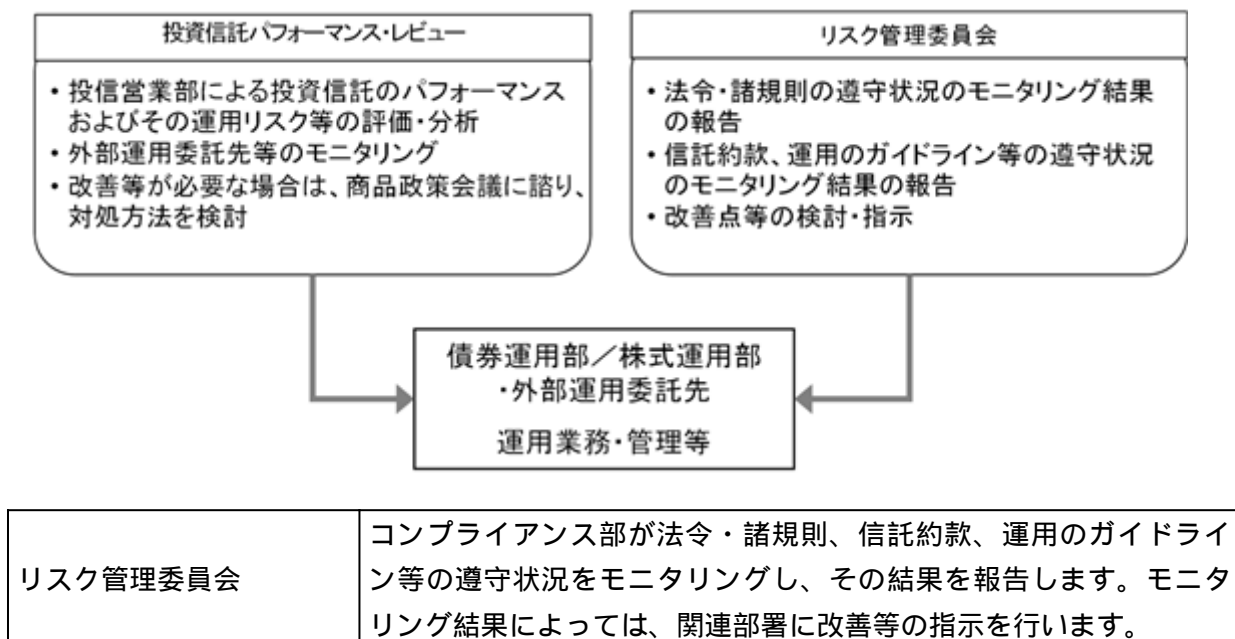 投資信託パフォーマンス・レビュー
・投信営業部による投資信託のパフォーマンス
およびその運用リスク等の評価・分析
・外部運用委託先等のモニタリング
・改善等が必要な場合は、商品政策会議に諮り、
対処方法を検討
リスク管理委員会
・法令・諸規則の遵守状況のモニタリング結果
の報告
・信託約款、運用のガイドライン等の遵守状況
のモニタリング結果の報告
・改善点等の検討・指示
債券運用部／株式運用部
・外部運用委託先
運用業務・管理等
リスク管理委員会
コンプライアンス部が法令・諸規則、信託約款、運用のガイドライ
ン等の遵守状況をモニタリングし、その結果を報告します。モニタ
リング結果によっては、関連部署に改善等の指示を行います。